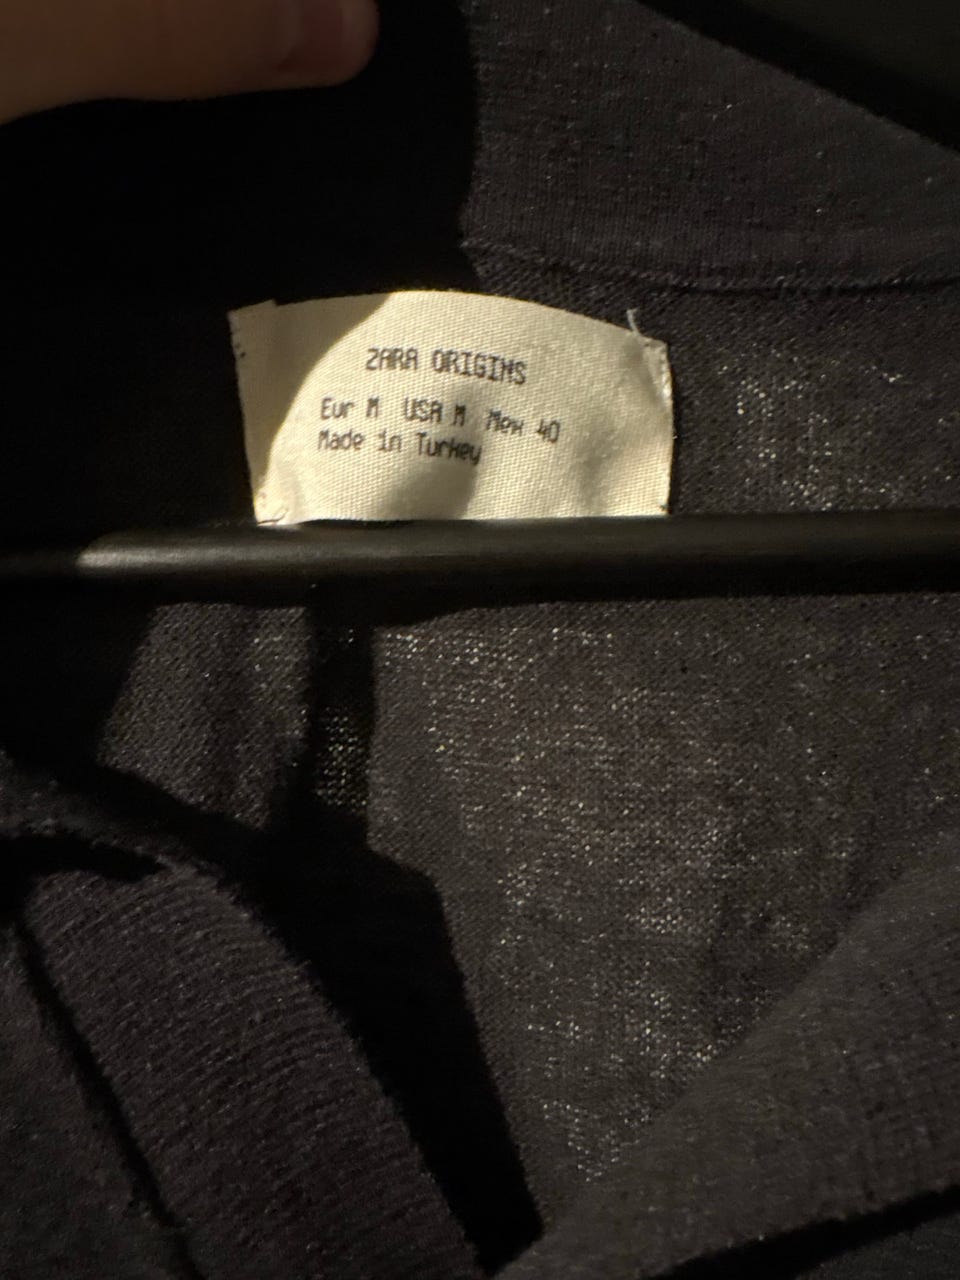 ZARA ORIGINS
Eur M USA M Mex 40
Made in Turkey